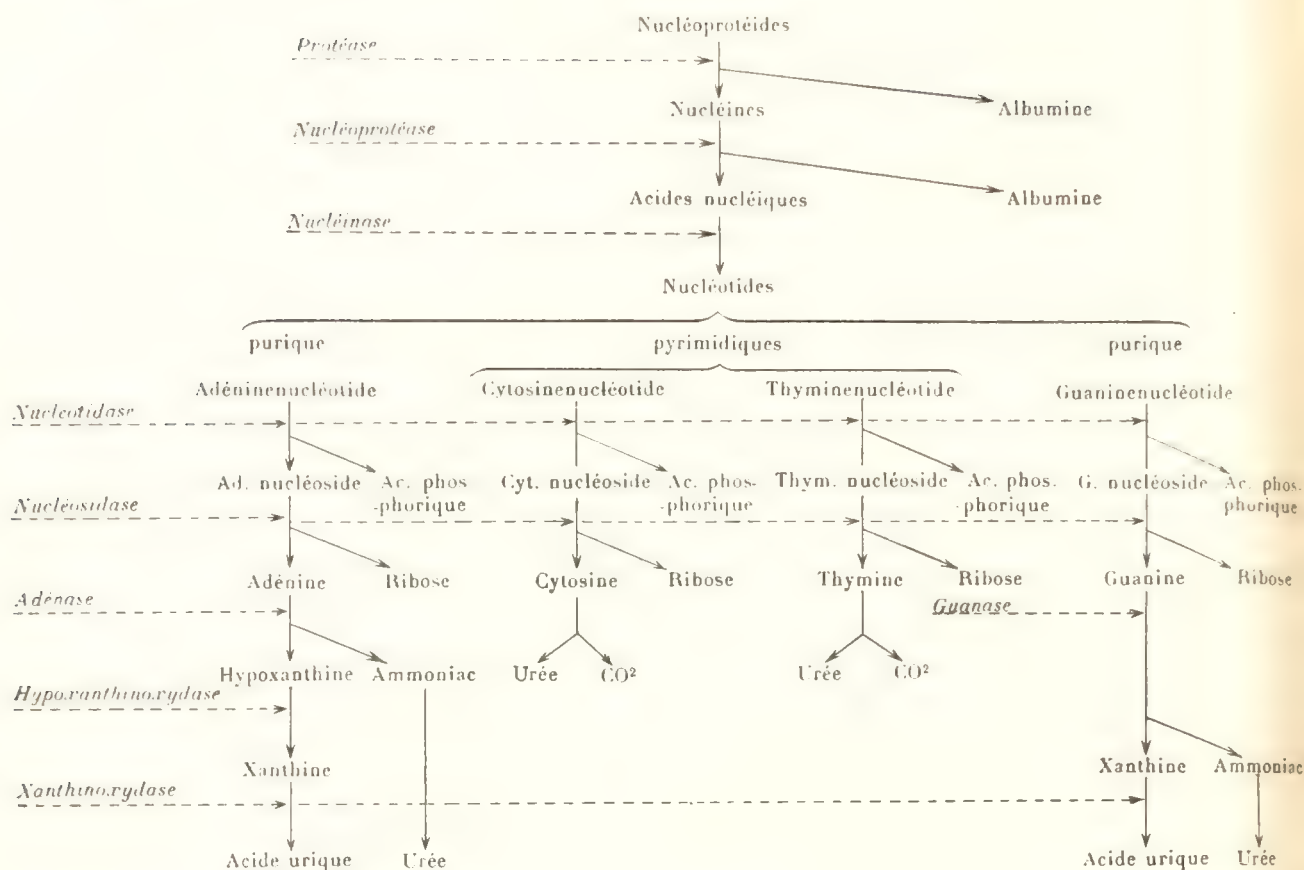 Nucléoprotéides
Protéase
Nucléines
Albumine
Nucléoprotéase
Acides nucléiques
Albumine
Nucléinase
Nucléotides
purique
pyrimidiques
purique
Adéninenucléotide
Cytosinenucléotide
Thyminenucléotide
Guaninenucléotide
Nucleotidase
Ad. nucléoside
Ac. phos-
-phorique
Cyt. nucléoside
Ac. phos-
-phorique
Thym. nucléoside
Ac. phos.
-phorique
G. nucléoside
Ac. phos.
phorique
Nucléosidase
Adénine
Ribose
Cytosine
Ribose
Thymine
Ribose
Guanine
Ribose
Adénase
Guanase
Hypoxanthine
Ammoniac
Urée
CO²
Urée
CO²
Hypoxanthinoxydase
Xanthine
Xanthine
Ammoniac
Xanthinoxydase
Acide urique
Urée
Acide urique
Urée